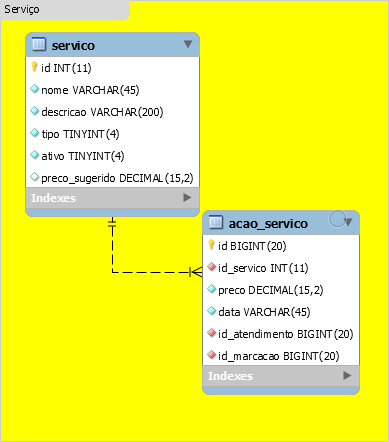 Serviço
servico
id INT(11)
nome VARCHAR(45)
descricao VARCHAR(200)
tipo TINYINT(4)
ativo TINYINT(4)
preco_sugerido DECIMAL(15,2)
Indexes
acao_servico
id BIGINT(20)
id_servico INT(11)
preco DECIMAL(15,2)
data VARCHAR(45)
id_atendimento BIGINT(20)
id_marcacao BIGINT(20)
Indexes